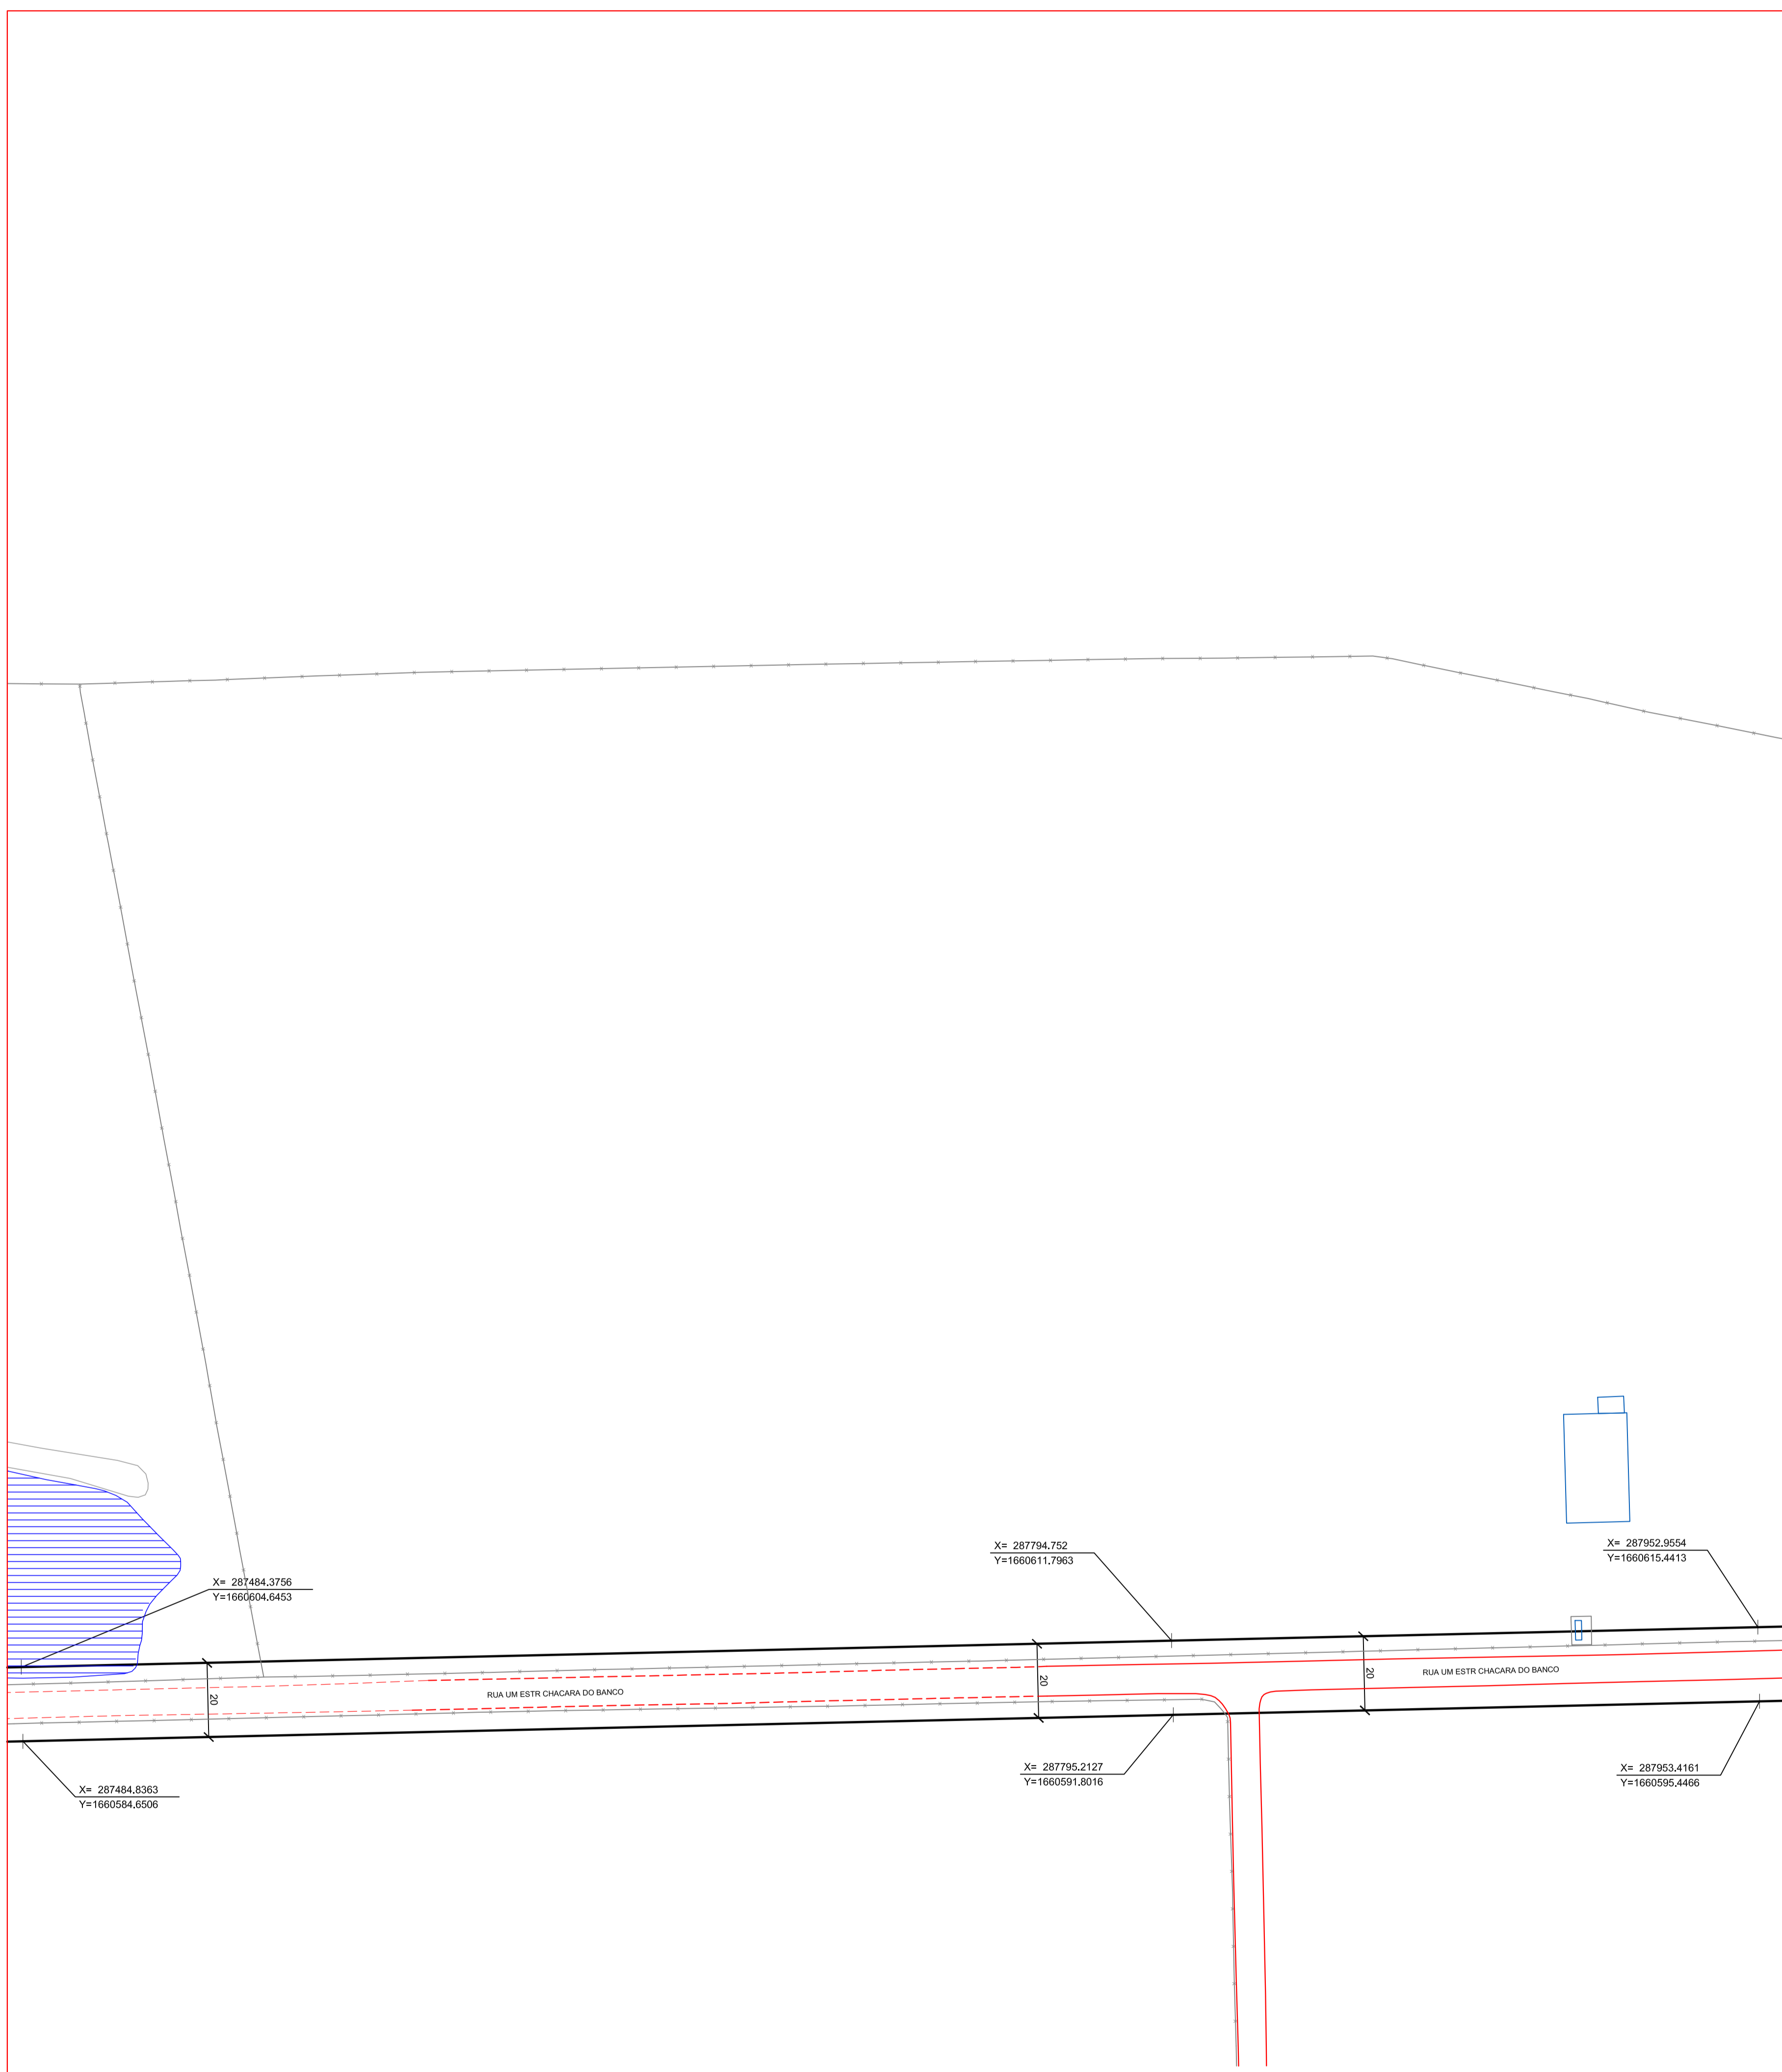 X=  287794.752
Y=1660611.7963
X=  287952.9554
Y=1660615.4413
X=  287484.3756
Y=1660604.6453
20
RUA UM ESTR CHACARA DO BANCO
20
20
RUA UM ESTR CHACARA DO BANCO
X=  287484.8363
Y=1660584.6506
X=  287795.2127
Y=1660591.8016
X=  287953.4161
Y=1660595.4466